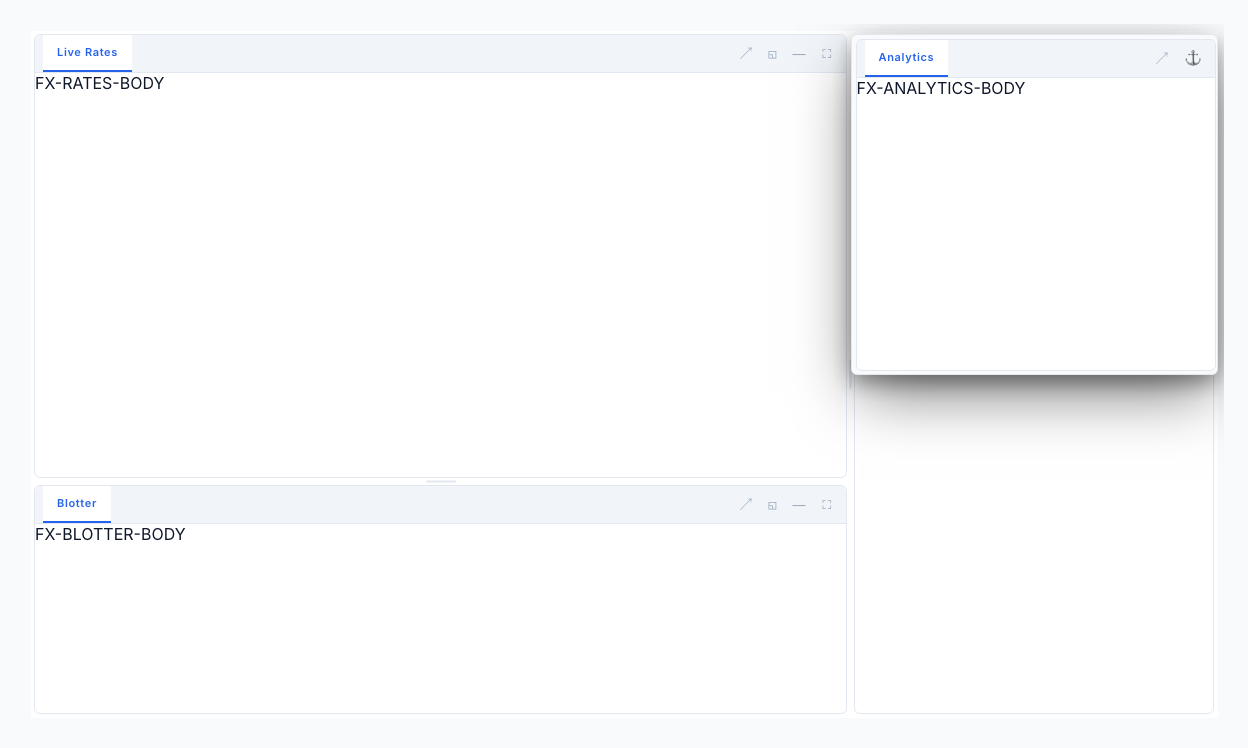 Live Rates
FX-RATES-BODY
Analytics
FX-ANALYTICS-BODY
Blotter
FX-BLOTTER-BODY